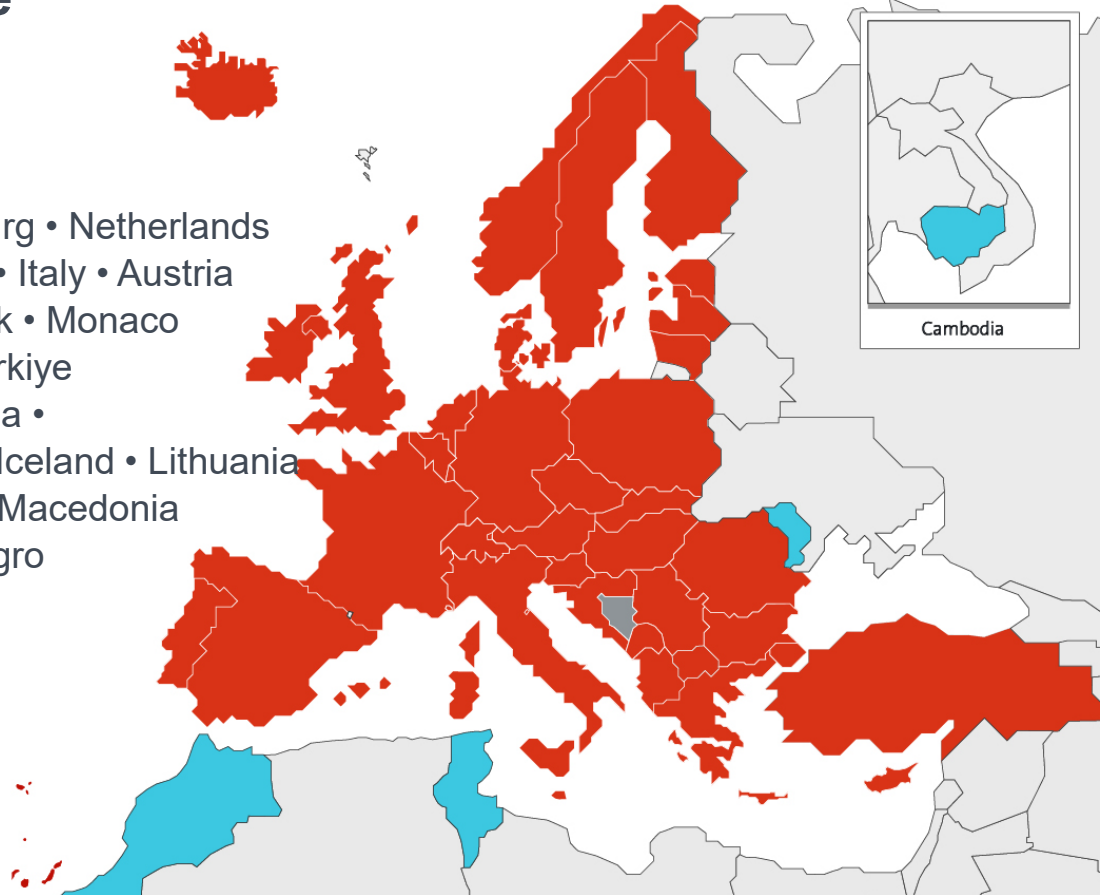 e
rg • Netherlands
• Italy • Austria
k • Monaco
rkiye
a •
Iceland • Lithuania
Macedonia
gro
Cambodia